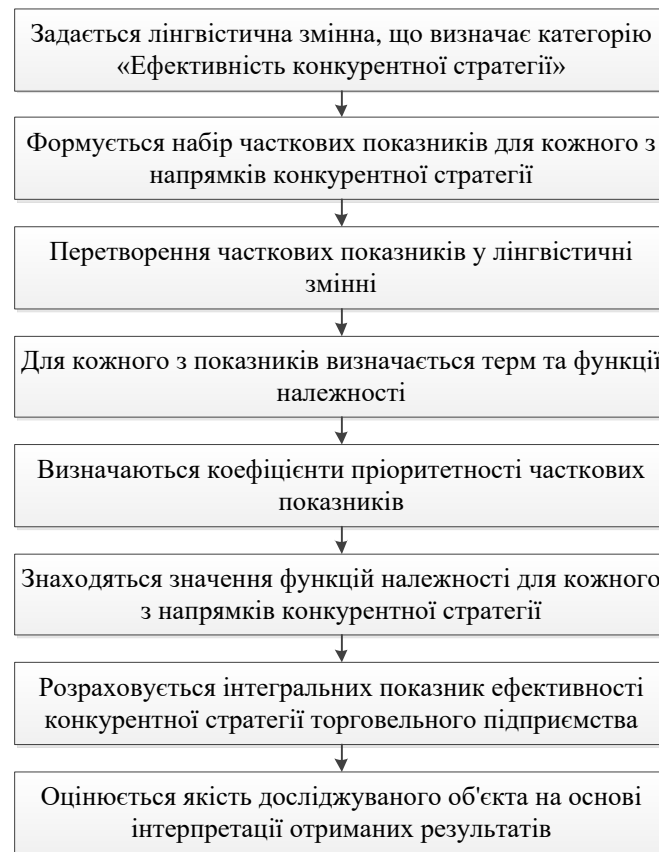 Задається лінгвістична змінна, що визначає категорію
«Ефективність конкурентної стратегії»
Формується набір часткових показників для кожного з
напрямків конкурентної стратегії
Перетворення часткових показників у лінгвістичні
змінні
Для кожного з показників визначається терм та функції
належності
Визначаються коефіцієнти пріоритетності часткових
показників
Знаходяться значення функцій належності для кожного
з напрямків конкурентної стратегії
Розраховується інтегральних показник ефективності
конкурентної стратегії торговельного підприємства
Оцінюється якість досліджуваного об'єкта на основі
інтерпретації отриманих результатів